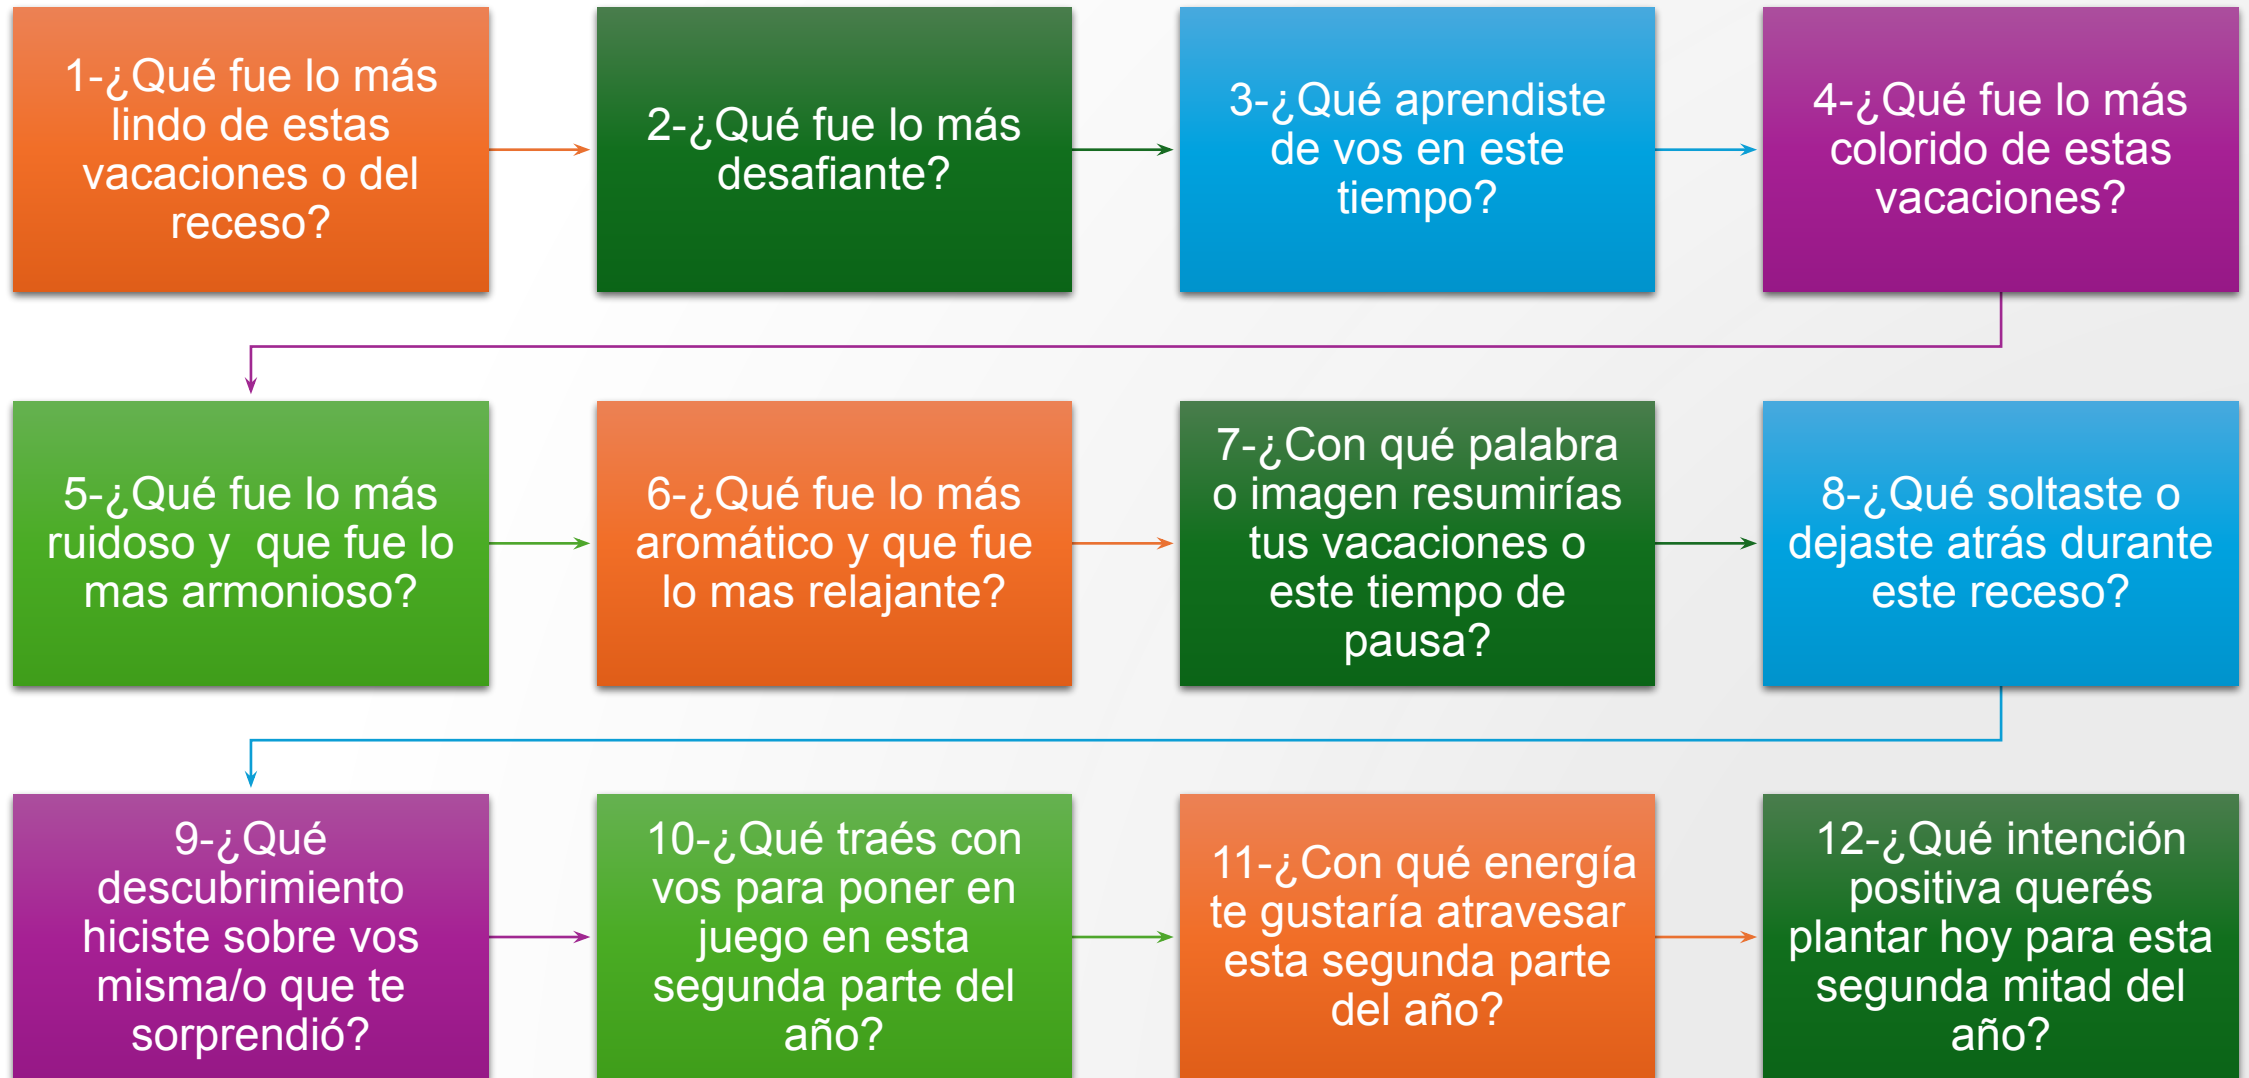 1-¿Qué fue lo más
lindo de estas
vacaciones o del
receso?
2-¿Qué fue lo más
desafiante?
3-¿Qué aprendiste
de vos en este
tiempo?
4-¿Qué fue lo más
colorido de estas
vacaciones?
5-¿Qué fue lo más
ruidoso y  que fue lo
mas armonioso?
6-¿Qué fue lo más
aromático y que fue
lo mas relajante?
7-¿Con qué palabra
o imagen resumirías
tus vacaciones o
este tiempo de
pausa?
8-¿Qué soltaste o
dejaste atrás durante
este receso?
9-¿Qué
descubrimiento
hiciste sobre vos
misma/o que te
sorprendió?
10-¿Qué traés con
vos para poner en
juego en esta
segunda parte del
año?
11-¿Con qué energía
te gustaría atravesar
esta segunda parte
del año?
12-¿Qué intención
positiva querés
plantar hoy para esta
segunda mitad del
año?